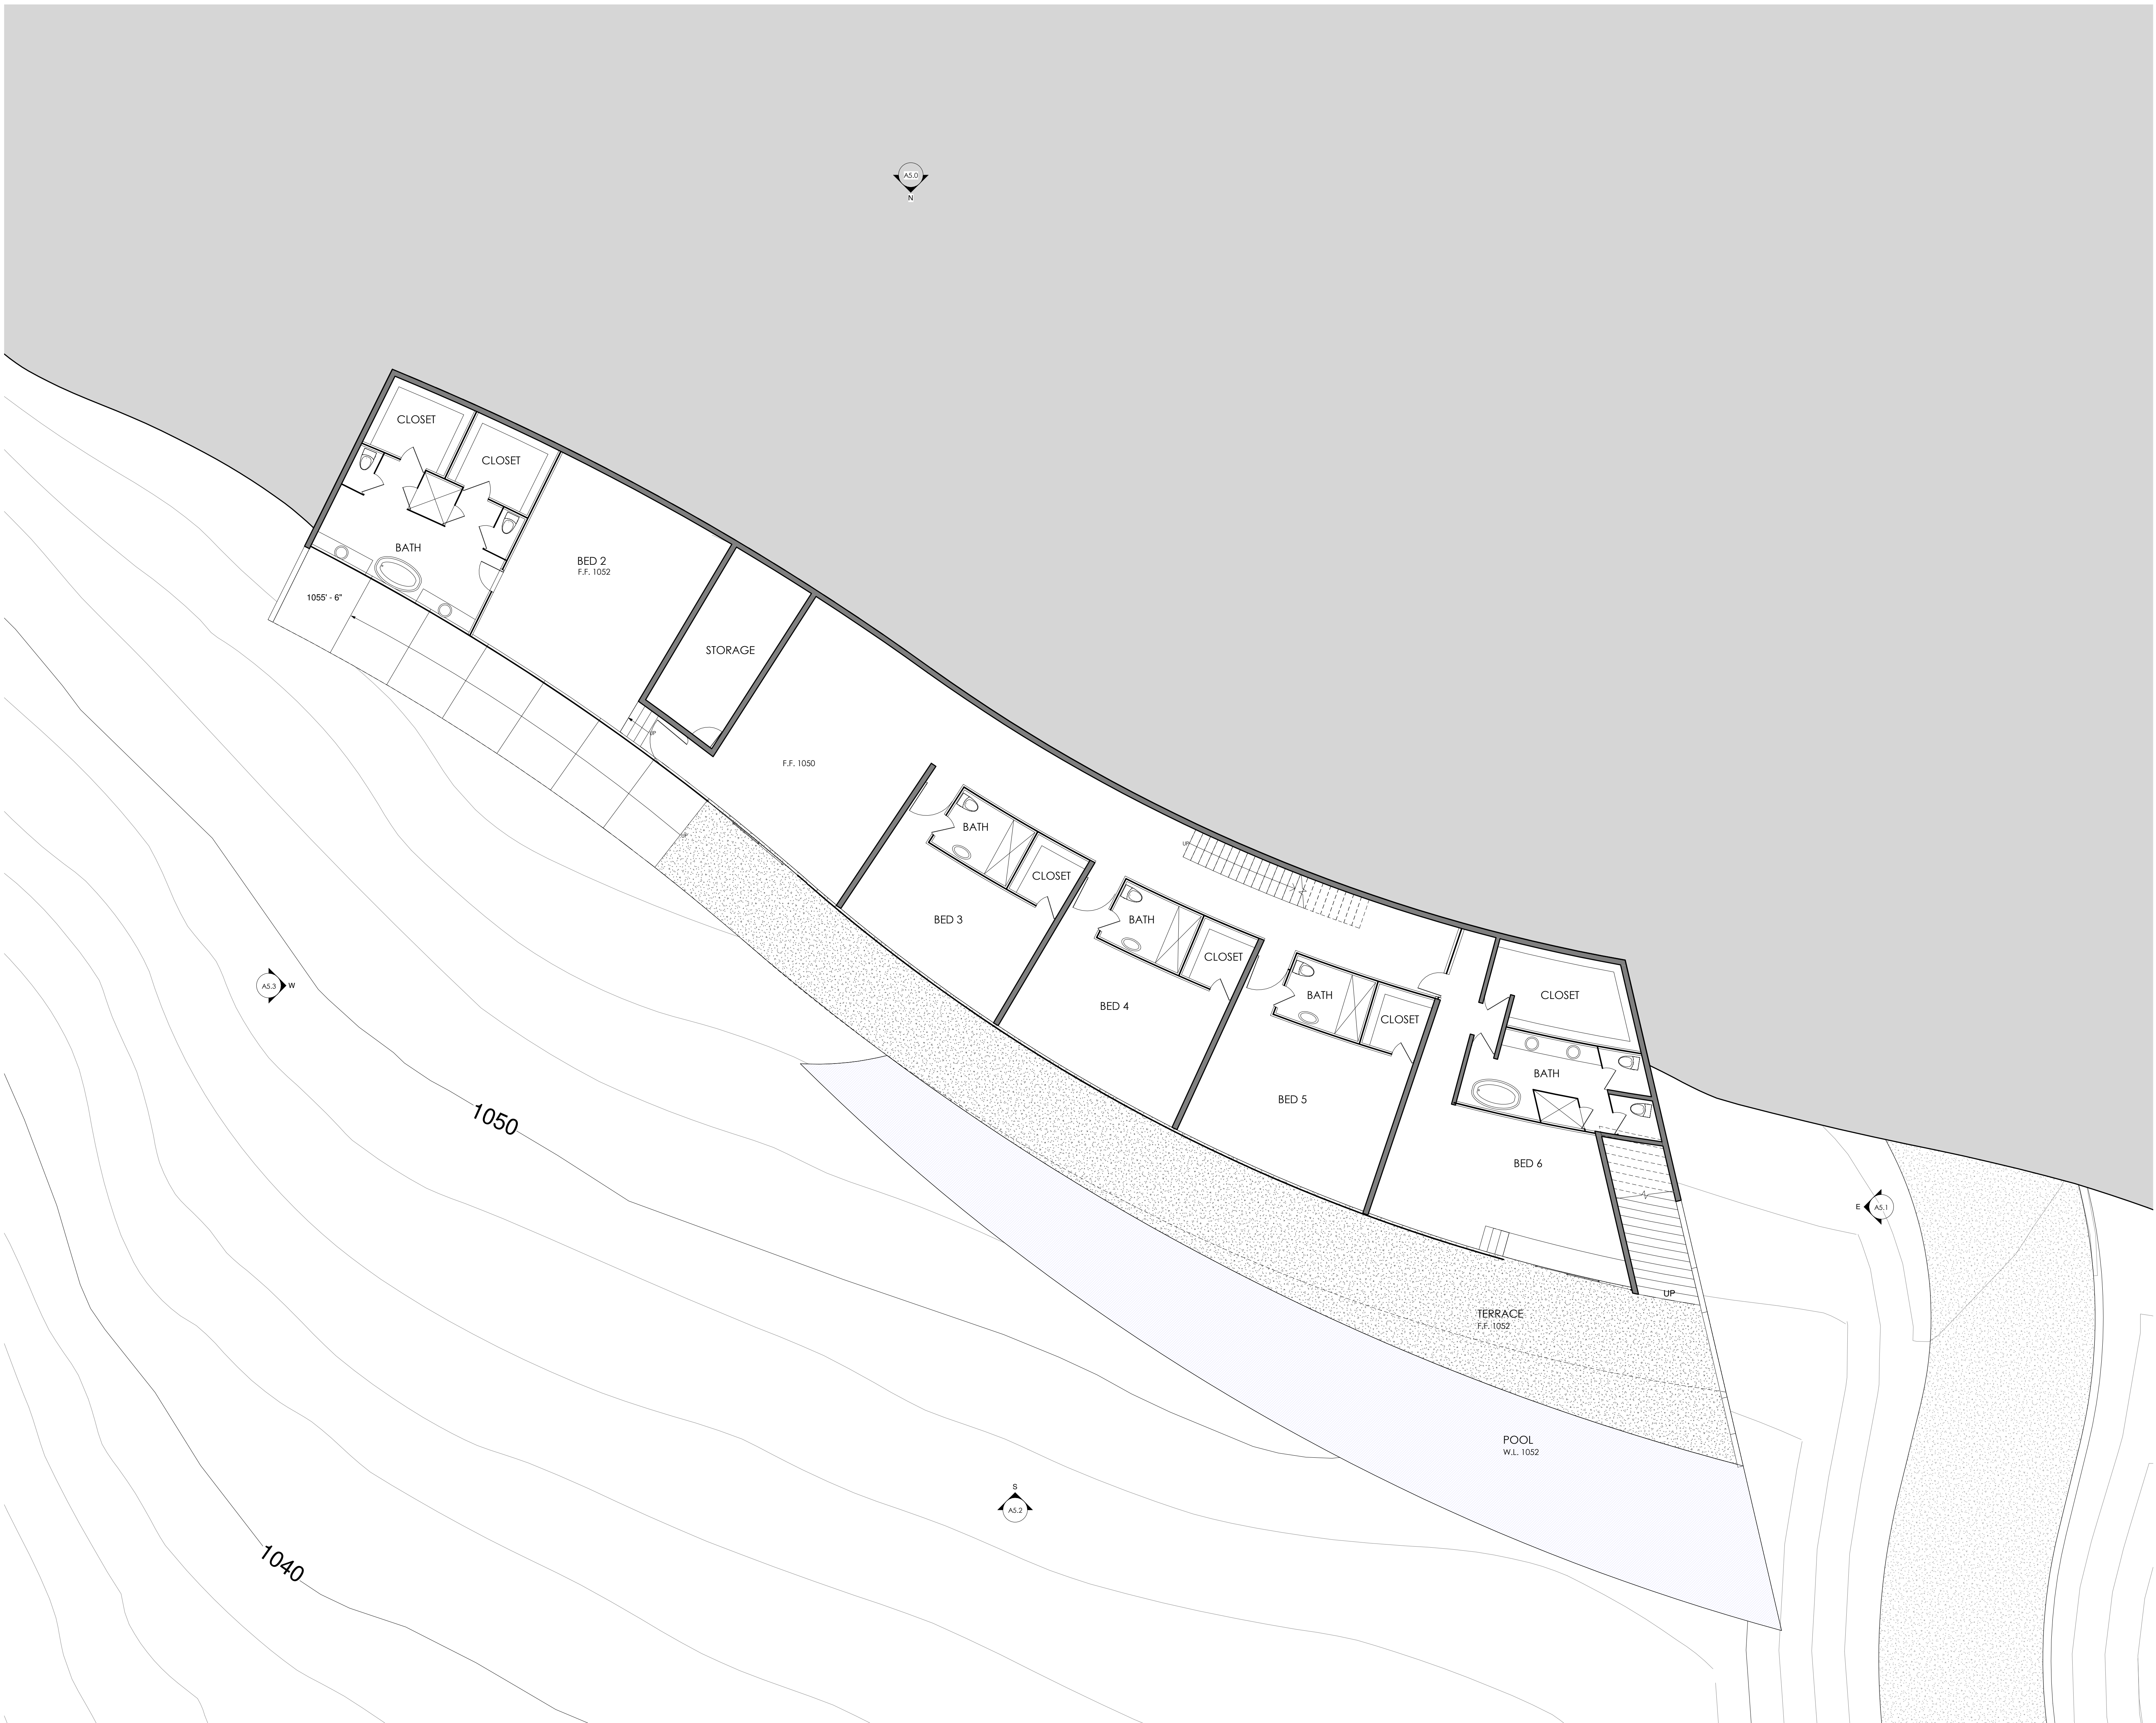 A5.0
N
CLOSET
CLOSET
BATH
BED 2
F.F. 1052
1055' - 6"
STORAGE
UP
F.F. 1050
UP
BATH
CLOSET
BED 3
UP
BATH
CLOSET
BED 4
BATH
CLOSET
BED 5
CLOSET
BATH
BED 6
A5.3
W
1050
E
A5.1
UP
TERRACE
F.F. 1052
POOL
W.L. 1052
S
A5.2
1040